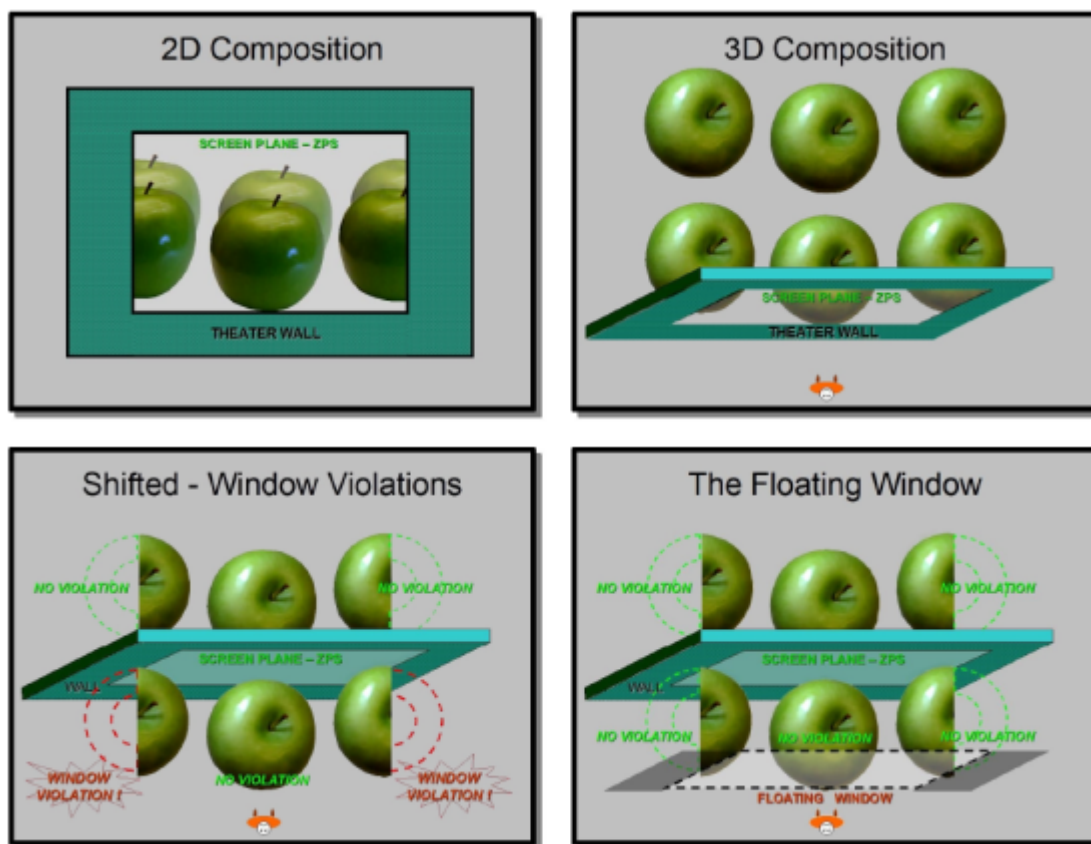 2D Composition
SCREEN PLANE – ZPS
THEATER WALL
3D Composition
SCREEN PLANE – ZPS
THEATER WALL
Shifted - Window Violations
NO VIOLATION
NO VIOLATION
SCREEN PLANE – ZPS
WALL
WINDOW
VIOLATION !
NO VIOLATION
WINDOW
VIOLATION !
The Floating Window
NO VIOLATION
NO VIOLATION
SCREEN PLANE – ZPS
WALL
NO VIOLATION
NO VIOLATION
NO VIOLATION
FLOATING WINDOW